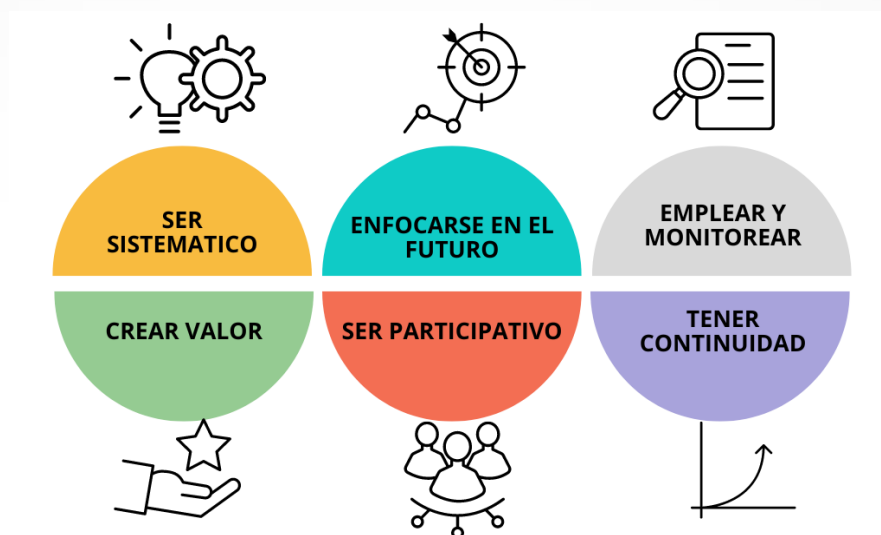 SER
SISTEMATICO
ENFOCARSE EN EL
FUTURO
EMPLEAR Y
MONITOREAR
CREAR VALOR
SER PARTICIPATIVO
TENER
CONTINUIDAD